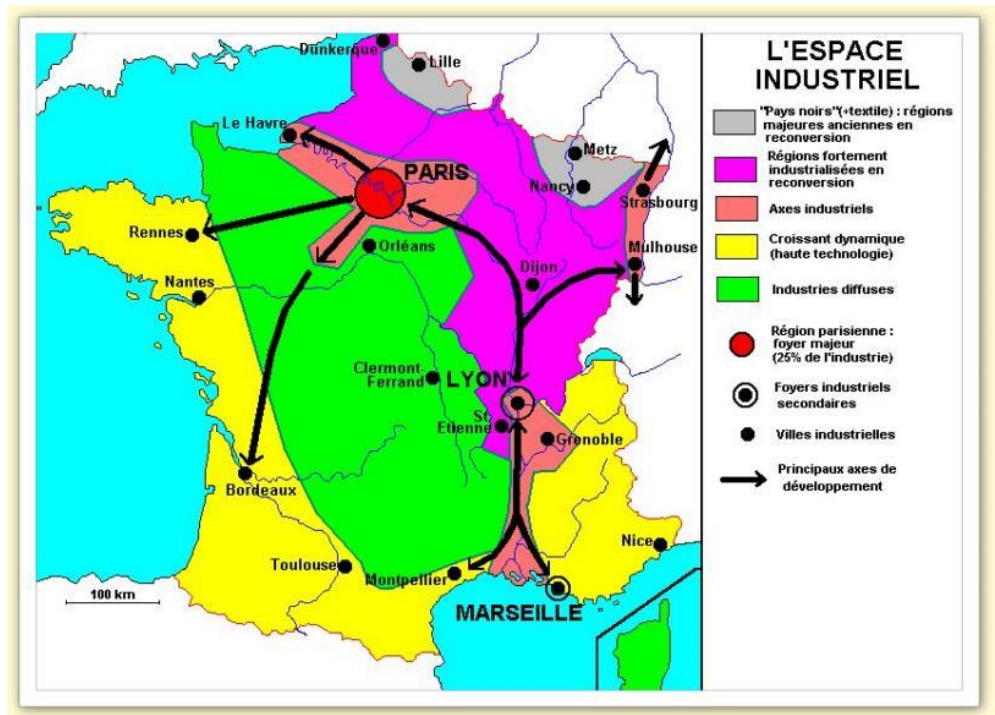 L'ESPACE
INDUSTRIEL
"Pays noirs"(+textile) : régions
majeures anciennes en
reconversion
Régions fortement
industrialisées en
reconversion
Axes industriels
Croissant dynamique
(haute technologie)
Industries diffuses
Région parisienne :
foyer majeur
(25% de l'industrie)
Foyers industriels
secondaires
Villes industrielles
Principaux axes de
développement
Dunkerque
Lille
Le Havre
PARIS
Metz
Nancy
Strasbourg
Rennes
Orléans
Mulhouse
Nantes
Dijon
Clermont-
Ferrand
LYON
St
Etienne
Grenoble
Bordeaux
Toulouse
Montpellier
Nice
MARSEILLE
100 km